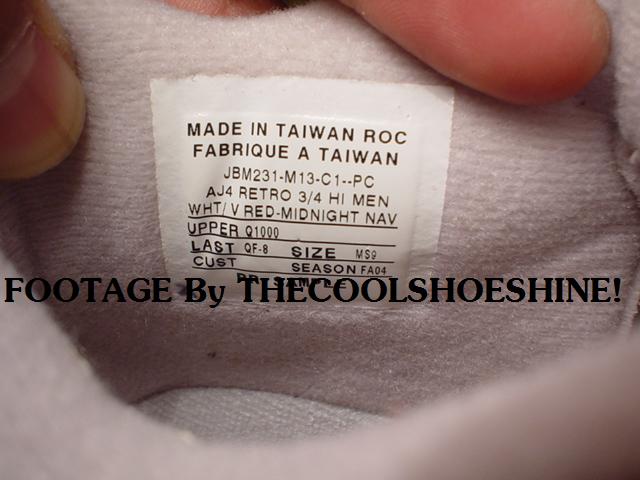 MADE IN TAIWAN ROC
FABRIQUE A TAIWAN
JBM231-M13-C1--PC
AJ4 RETRO 3/4 HI MEN
WHT/ V RED-MIDNIGHT NAV
UPPER Q1000
LAST QF-8 SIZE MS9
CUST SEASON FA04
SAMPLE
FOOTAGE By THECOOLSHOESHINE!